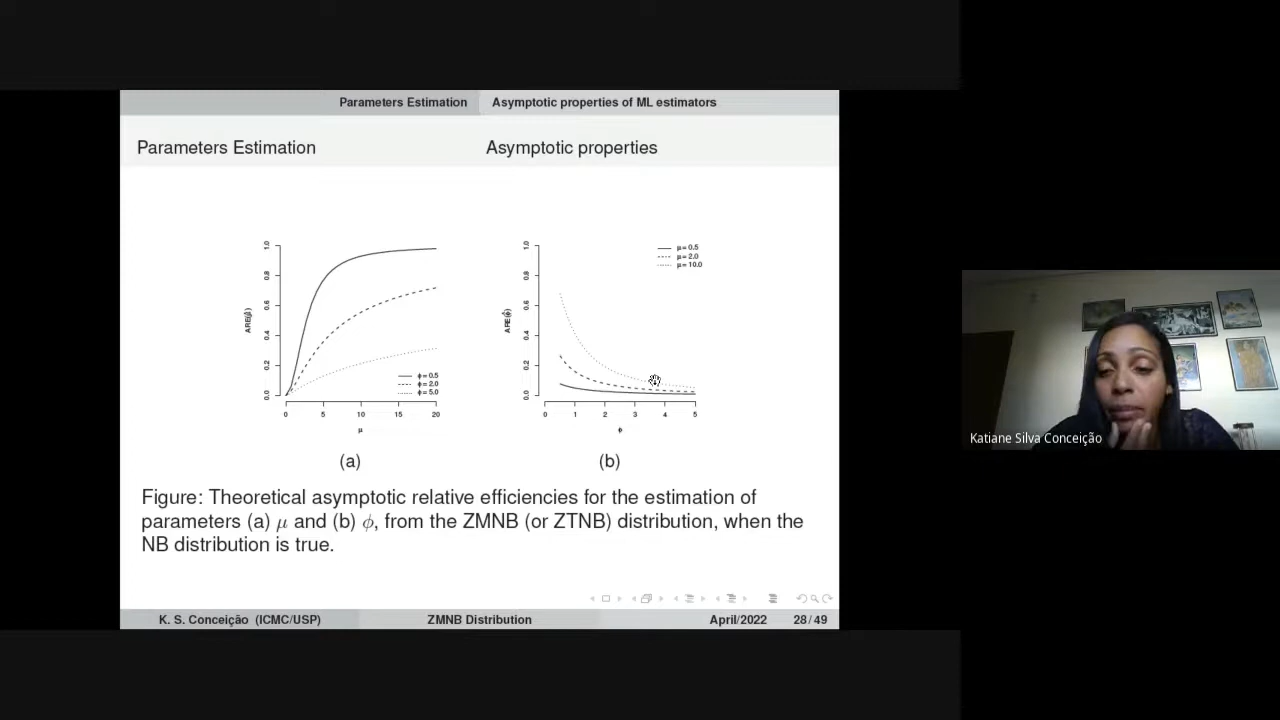 Parameters Estimation Asymptotic properties of ML estimators
Parameters Estimation Asymptotic properties
ARE(μ̂)
1.0
0.8
0.6
0.4
0.2
0.0
0 5 10 15 20
μ
ϕ = 0.5
ϕ = 2.0
ϕ = 5.0
(a)
ARE(ϕ̂)
1.0
0.8
0.6
0.4
0.2
0.0
0 1 2 3 4 5
ϕ
μ = 0.5
μ = 2.0
μ = 10.0
(b)
Figure: Theoretical asymptotic relative efficiencies for the estimation of
parameters (a) μ and (b) ϕ, from the ZMNB (or ZTNB) distribution, when the
NB distribution is true.
K. S. Conceição (ICMC/USP) ZMNB Distribution April/2022 28/49
Katiane Silva Conceição